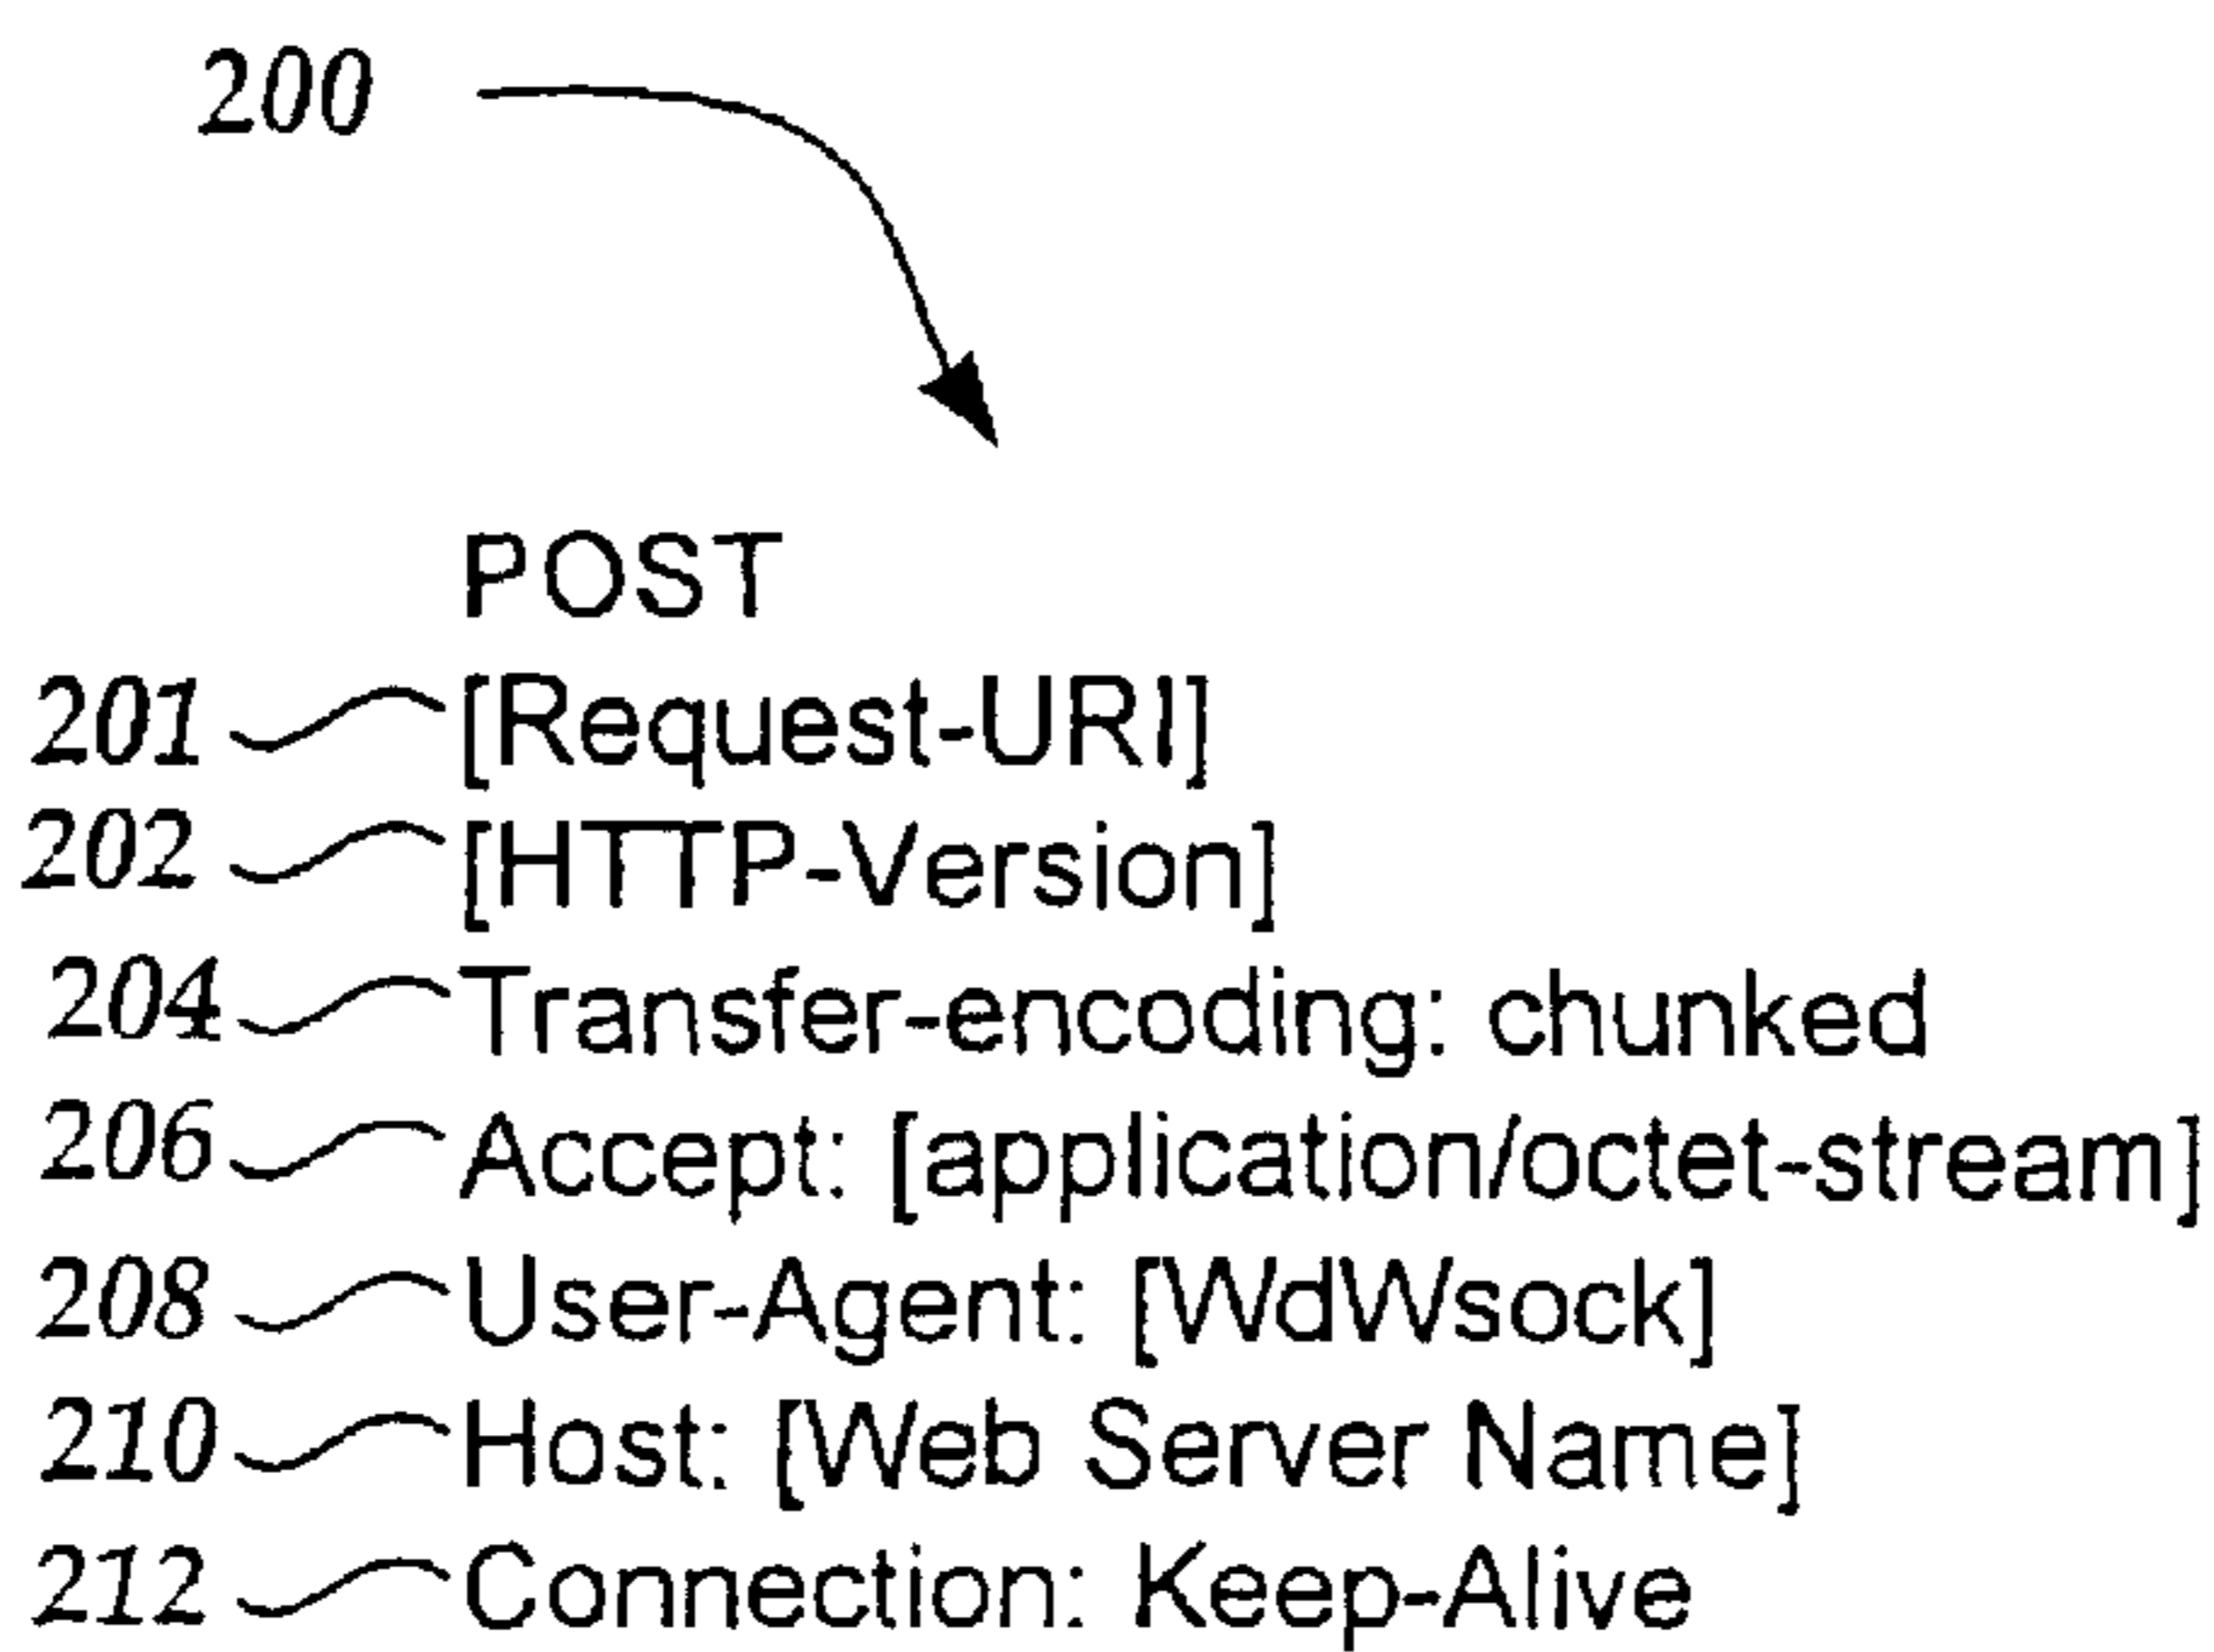 200
POST
201 [Request-URI]
202 [HTTP-Version]
204 Transfer-encoding: chunked
206 Accept: [application/octet-stream]
208 User-Agent: [WdWsock]
210 Host: [Web Server Name]
212 Connection: Keep-Alive